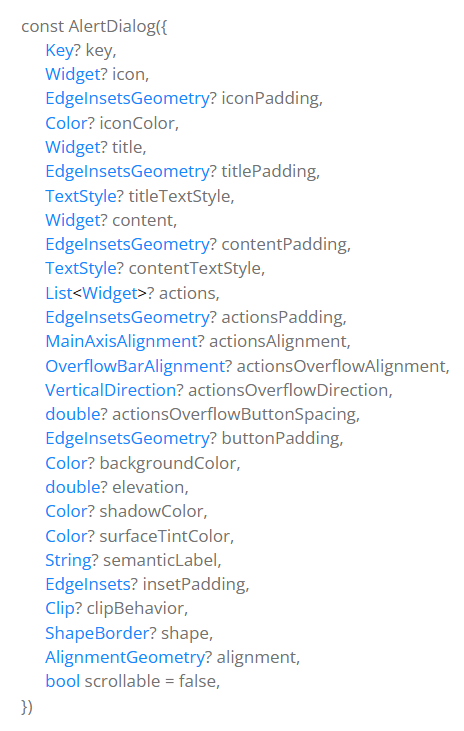 const AlertDialog({
Key? key,
Widget? icon,
EdgeInsetsGeometry? iconPadding,
Color? iconColor,
Widget? title,
EdgeInsetsGeometry? titlePadding,
TextStyle? titleTextStyle,
Widget? content,
EdgeInsetsGeometry? contentPadding,
TextStyle? contentTextStyle,
List<Widget>? actions,
EdgeInsetsGeometry? actionsPadding,
MainAxisAlignment? actionsAlignment,
OverflowBarAlignment? actionsOverflowAlignment,
VerticalDirection? actionsOverflowDirection,
double? actionsOverflowButtonSpacing,
EdgeInsetsGeometry? buttonPadding,
Color? backgroundColor,
double? elevation,
Color? shadowColor,
Color? surfaceTintColor,
String? semanticLabel,
EdgeInsets? insetPadding,
Clip? clipBehavior,
ShapeBorder? shape,
AlignmentGeometry? alignment,
bool scrollable = false,
})